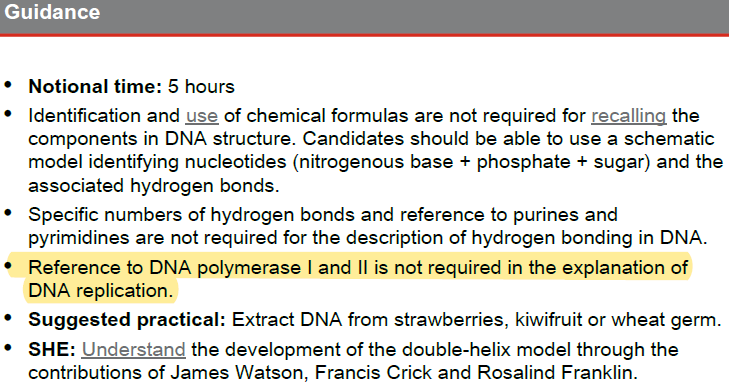 Guidance
• Notional time: 5 hours
• Identification and use of chemical formulas are not required for recalling the
components in DNA structure. Candidates should be able to use a schematic
model identifying nucleotides (nitrogenous base + phosphate + sugar) and the
associated hydrogen bonds.
• Specific numbers of hydrogen bonds and reference to purines and
pyrimidines are not required for the description of hydrogen bonding in DNA.
• Reference to DNA polymerase I and II is not required in the explanation of
DNA replication.
• Suggested practical: Extract DNA from strawberries, kiwifruit or wheat germ.
• SHE: Understand the development of the double-helix model through the
contributions of James Watson, Francis Crick and Rosalind Franklin.